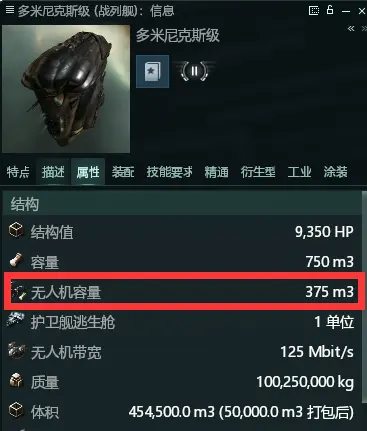 多米尼克斯级 (战列舰)：信息
多米尼克斯级
特点 描述 属性 装配 技能要求 精通 衍生型 工业 涂装
结构
结构值 9,350 HP
容量 750 m3
无人机容量 375 m3
护卫舰逃生舱 1 单位
无人机带宽 125 Mbit/s
质量 100,250,000 kg
体积 454,500.0 m3 (50,000.0 m3 打包后)